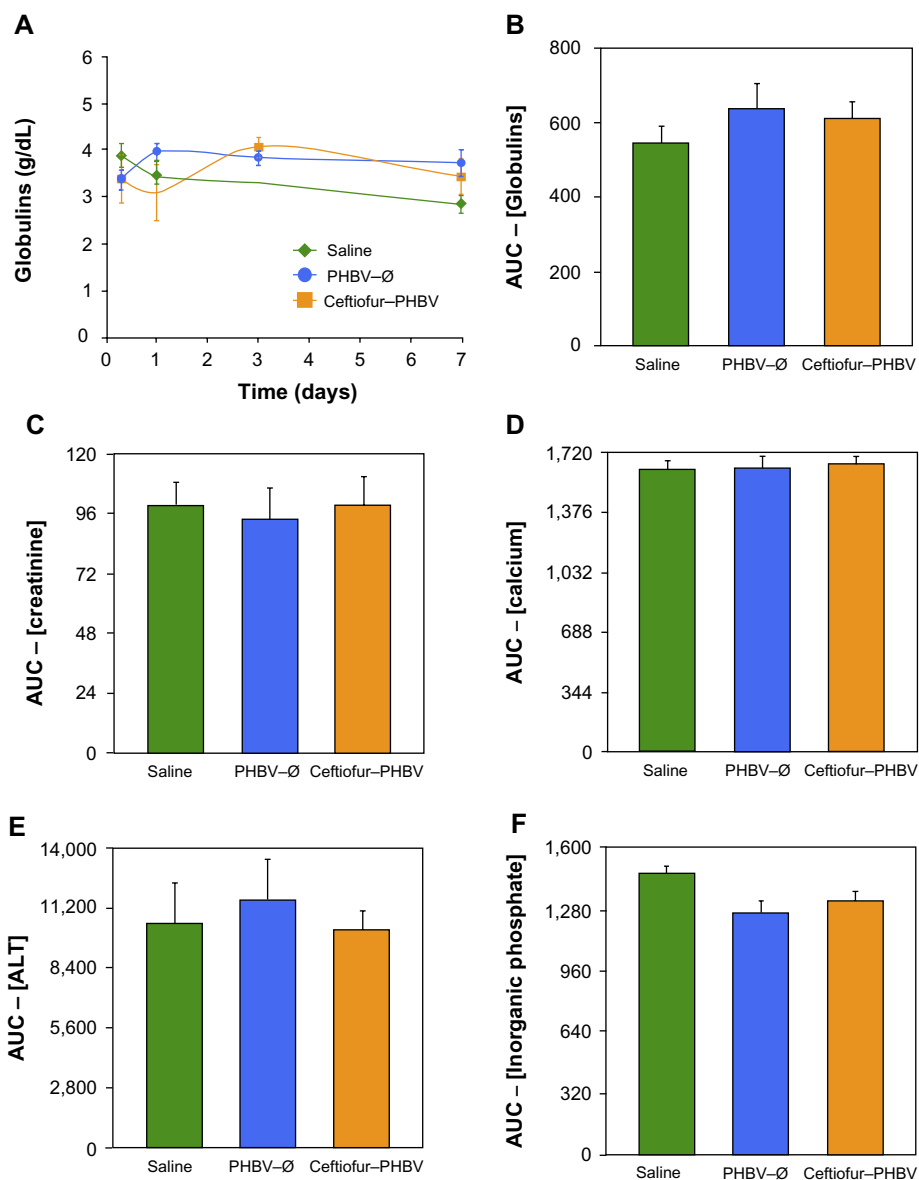 A
Globulins (g/dL)
6
5
4
3
2
1
0
0
1
2
3
4
5
6
7
Time (days)
Saline
PHBV–Ø
Ceftiofur–PHBV
B
AUC – [Globulins]
800
600
400
200
0
Saline
PHBV–Ø
Ceftiofur–PHBV
C
AUC – [creatinine]
120
96
72
48
24
0
Saline
PHBV–Ø
Ceftiofur–PHBV
D
AUC – [calcium]
1,720
1,376
1,032
688
344
0
Saline
PHBV–Ø
Ceftiofur–PHBV
E
AUC – [ALT]
14,000
11,200
8,400
5,600
2,800
0
Saline
PHBV–Ø
Ceftiofur–PHBV
F
AUC – [Inorganic phosphate]
1,600
1,280
960
640
320
0
Saline
PHBV–Ø
Ceftiofur–PHBV